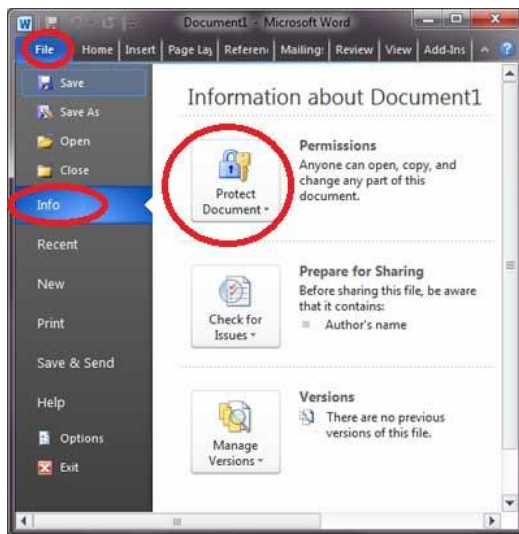 Document1 - Microsoft Word
File Home Insert Page Lay Referen Mailing: Review View Add-Ins
Save
Save As
Open
Close
Info
Recent
New
Print
Save & Send
Help
Options
Exit
Information about Document1
Protect
Document
Permissions
Anyone can open, copy, and
change any part of this
document.
Check for
Issues
Prepare for Sharing
Before sharing this file, be aware
that it contains:
Author's name
Manage
Versions
Versions
There are no previous
versions of this file.